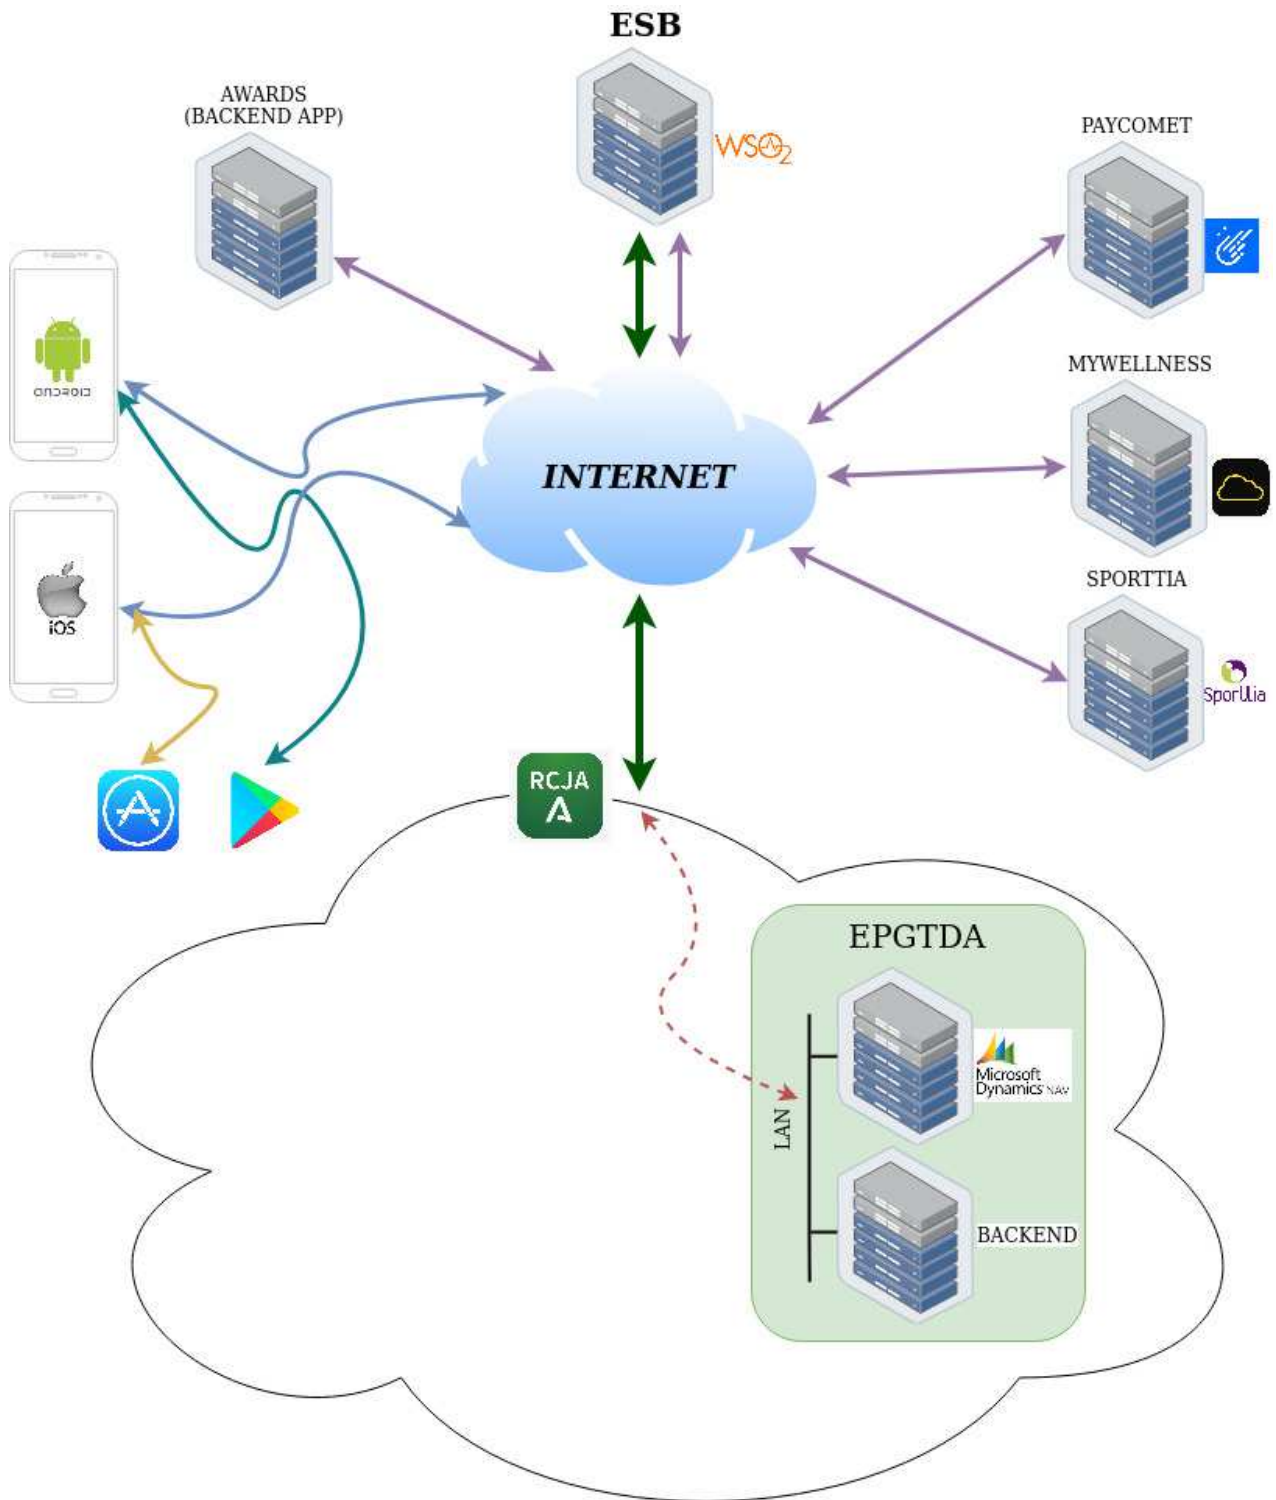 ESB
AWARDS
(BACKEND APP)
WSO2
PAYCOMET
ANDROID
MYWELLNESS
INTERNET
iOS
SPORTTIA
Sporttia
RCJA
A
EPGTDA
Microsoft
Dynamics NAV
LAN
BACKEND